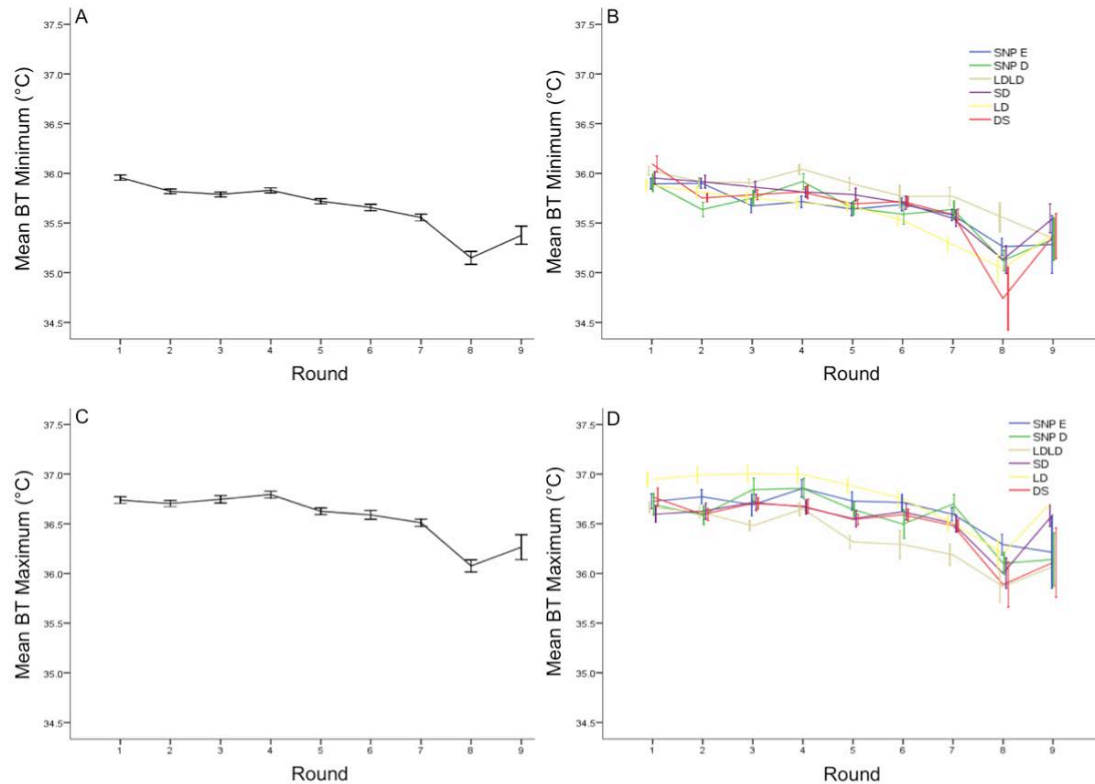 A
37.5
37.0
36.5
36.0
35.5
35.0
34.5
Mean BT Minimum (°C)
1 2 3 4 5 6 7 8 9
Round
B
SNP E
SNP D
LDLD
SD
LD
DS
37.5
37.0
36.5
36.0
35.5
35.0
34.5
Mean BT Minimum (°C)
1 2 3 4 5 6 7 8 9
Round
C
37.5
37.0
36.5
36.0
35.5
35.0
34.5
Mean BT Maximum (°C)
1 2 3 4 5 6 7 8 9
Round
D
SNP E
SNP D
LDLD
SD
LD
DS
37.5
37.0
36.5
36.0
35.5
35.0
34.5
Mean BT Maximum (°C)
1 2 3 4 5 6 7 8 9
Round